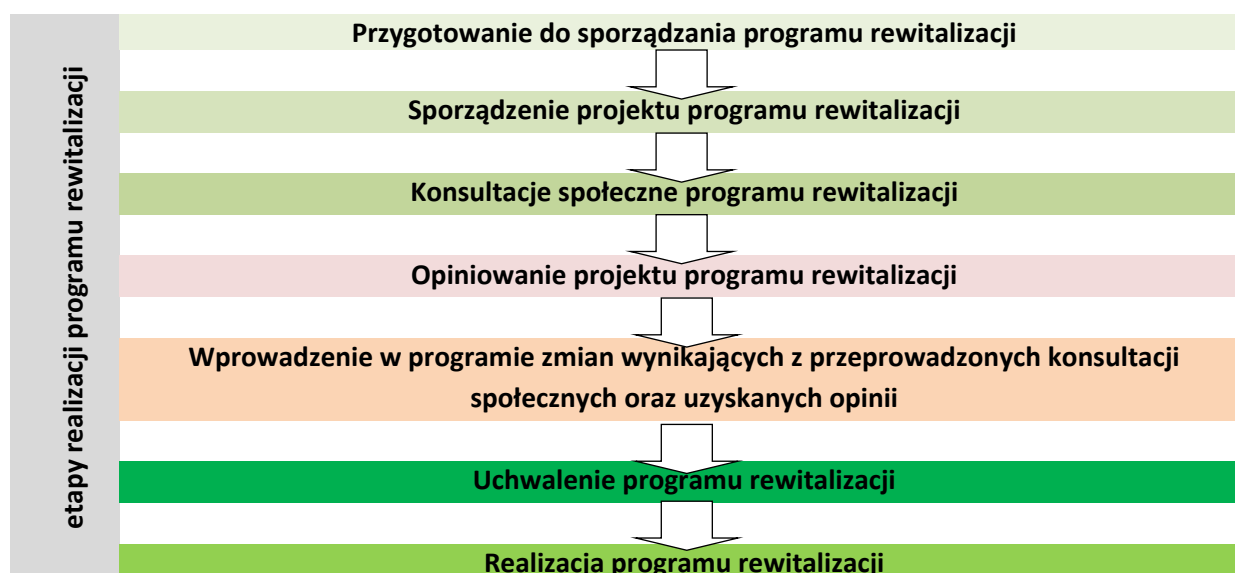 etapy realizacji programu rewitalizacji
Przygotowanie do sporządzania programu rewitalizacji
Sporządzenie projektu programu rewitalizacji
Konsultacje społeczne programu rewitalizacji
Opiniowanie projektu programu rewitalizacji
Wprowadzenie w programie zmian wynikających z przeprowadzonych konsultacji
społecznych oraz uzyskanych opinii
Uchwalenie programu rewitalizacji
Realizacja programu rewitalizacji